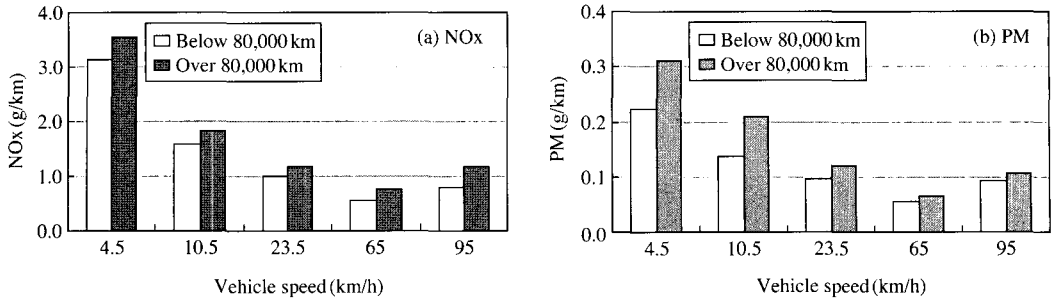 4.0
3.0
2.0
1.0
0.0
NOx (g/km)
Below 80,000 km
Over 80,000 km
(a) NOx
4.5 10.5 23.5 65 95
Vehicle speed (km/h)
0.4
0.3
0.2
0.1
0.0
PM (g/km)
Below 80,000 km
Over 80,000 km
(b) PM
4.5 10.5 23.5 65 95
Vehicle speed (km/h)